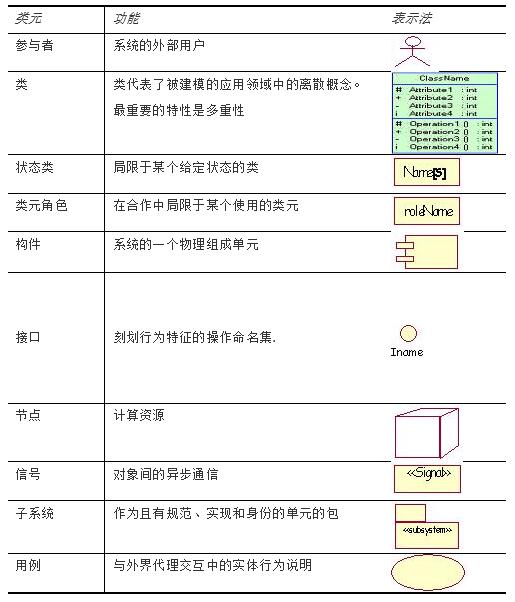 类元 功能 表示法
参与者 系统的外部用户
类 类代表了被建模的应用领域中的离散概念。
最重要的特性是多重性
ClassName
# Attribute1 : int
+ Attribute2 : int
- Attribute3 : int
i Attribute4 : int
# Operation1 () : int
+ Operation2 () : int
- Operation3 () : int
i Operation4 () : int
状态类 局限于某个给定状态的类 Name[S]
类元角色 在合作中局限于某个使用的类元 roleName
构件 系统的一个物理组成单元
接口 刻划行为特征的操作命名集.
Iname
节点 计算资源
信号 对象间的异步通信 «Signal»
子系统 作为且有规范、实现和身份的单元的包 «subsystem»
用例 与外界代理交互中的实体行为说明